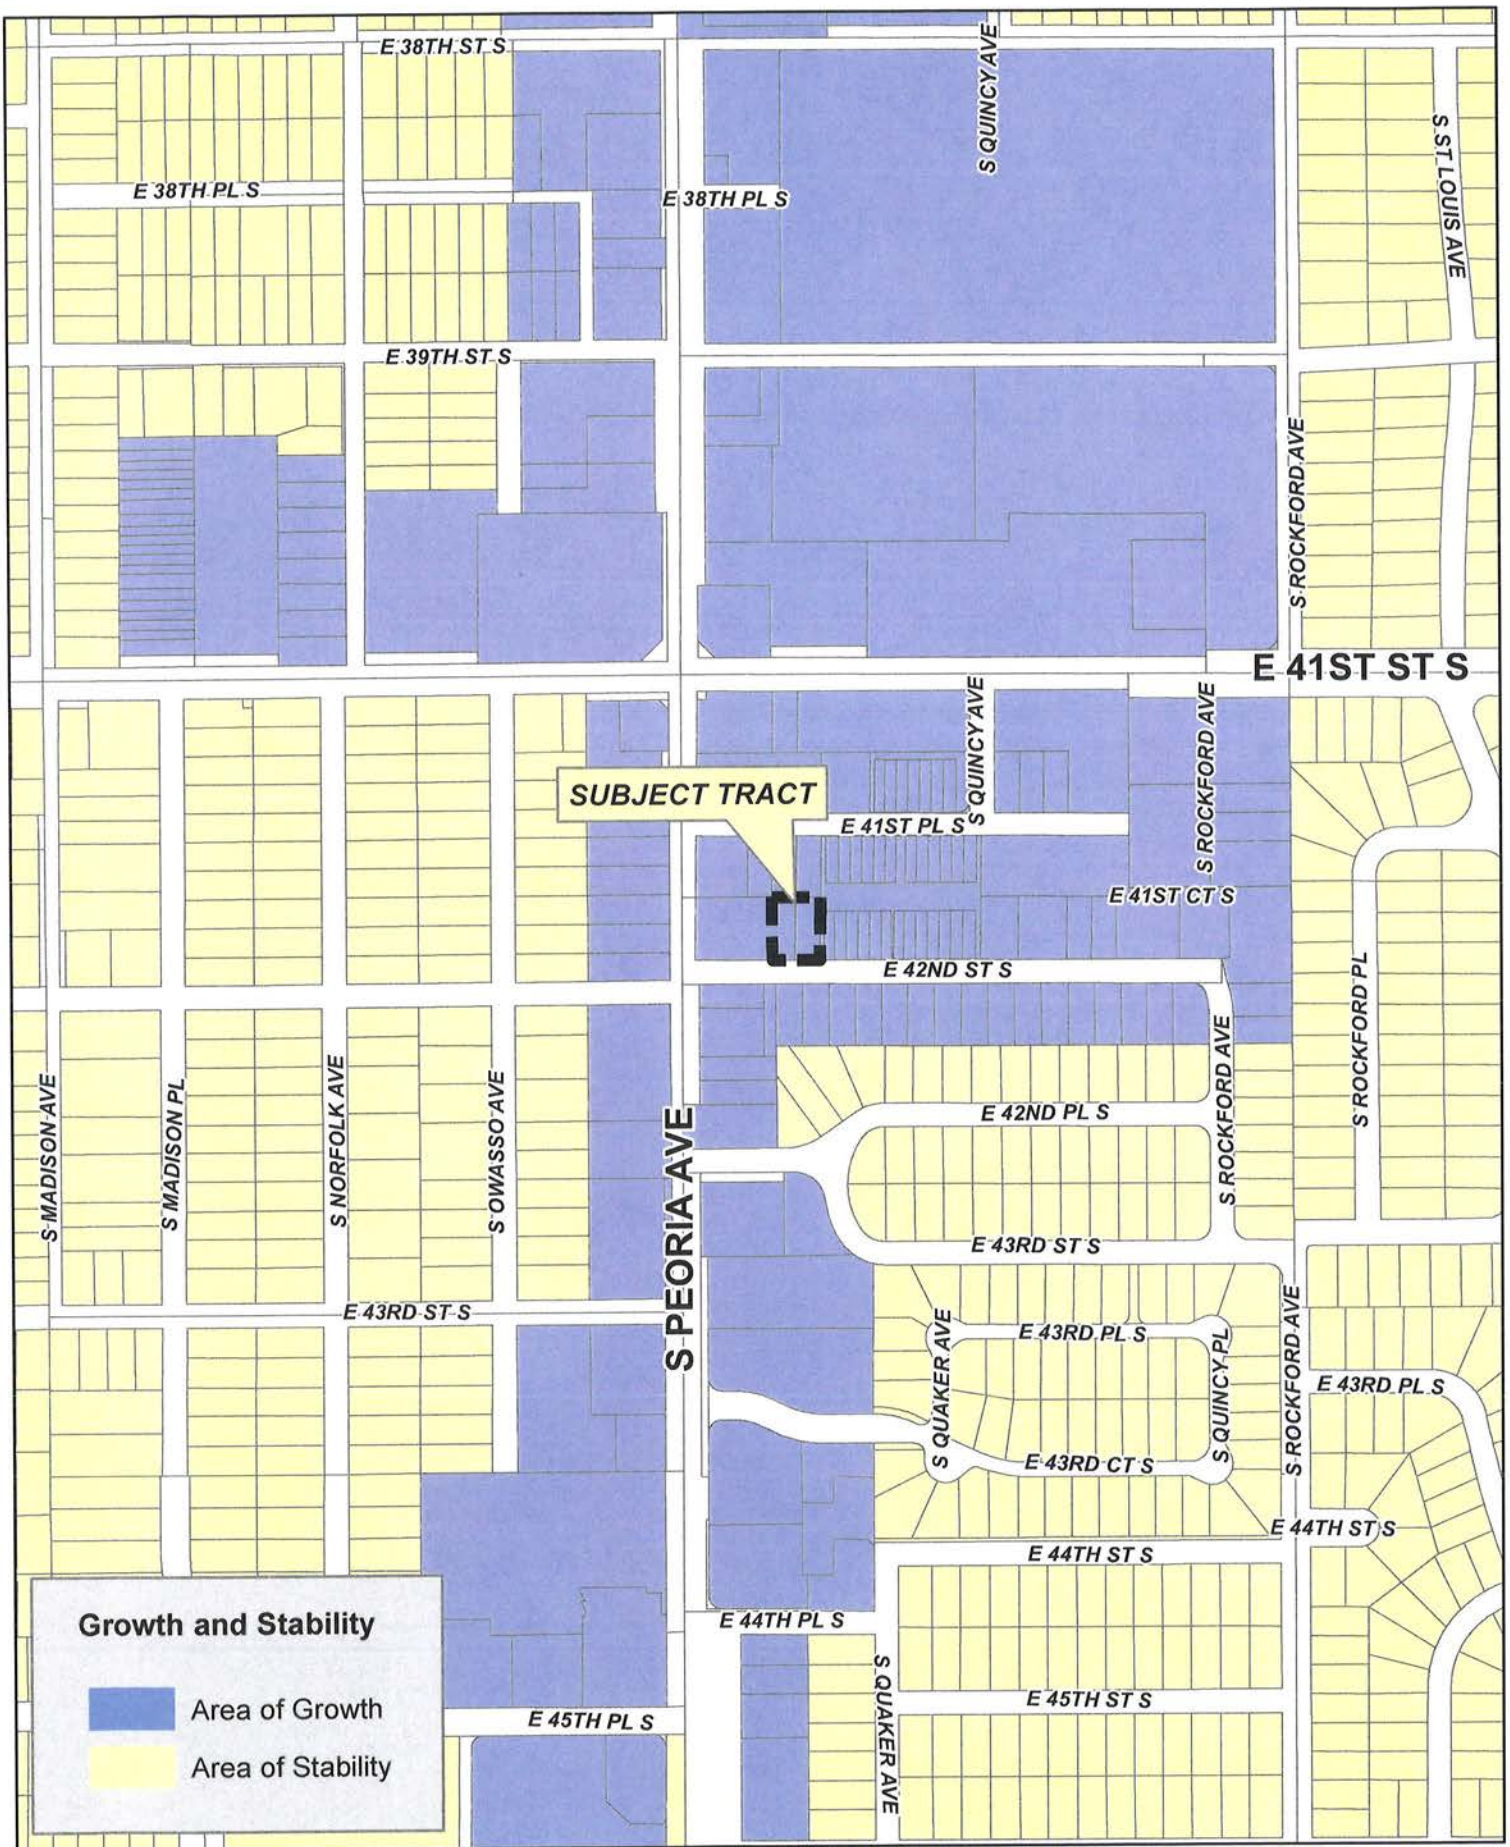 E 38TH ST S
S QUINCY AVE
S ST LOUIS AVE
E 38TH PL S
E 38TH PL S
E 39TH ST S
S ROCKFORD AVE
E 41ST ST S
S QUINCY AVE
S ROCKFORD AVE
SUBJECT TRACT
E 41ST PL S
E 41ST CT S
E 42ND ST S
S ROCKFORD PL
S MADISON AVE
S MADISON PL
S NORFOLK AVE
S OWASSO AVE
S PEORIA AVE
E 42ND PL S
S ROCKFORD AVE
E 43RD ST S
E 43RD ST S
S QUAKER AVE
E 43RD PL S
S QUINCY PL
S ROCKFORD AVE
E 43RD PL S
E 43RD CT S
E 44TH ST S
E 44TH ST S
E 44TH PL S
S QUAKER AVE
E 45TH ST S
E 45TH PL S
Growth and Stability
Area of Growth
Area of Stability